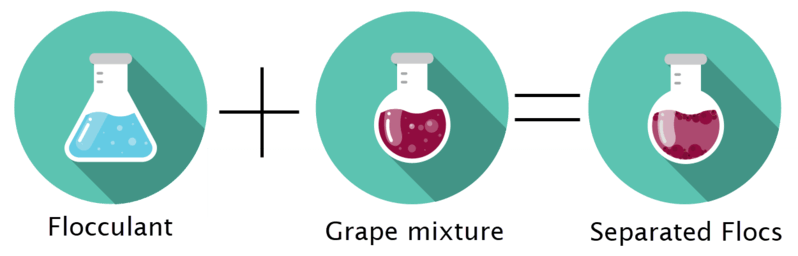 Flocculant
Grape mixture
Separated Flocs